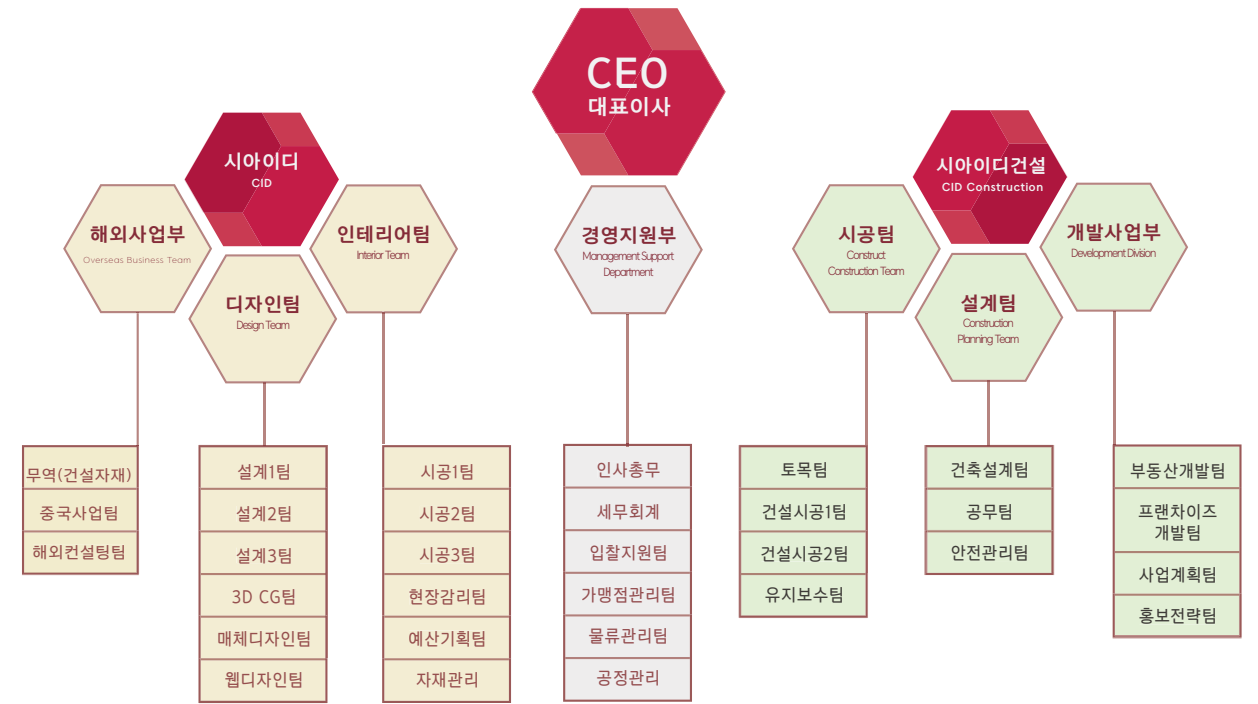 CEO
대표이사
시아이디
CID
해외사업부
Overseas Business Team
디자인팀
Design Team
인테리어팀
Interior Team
경영지원부
Management Support
Department
시아이디건설
CID Construction
시공팀
Construct
Construction Team
설계팀
Construction
Planning Team
개발사업부
Development Division
무역(건설자재)
중국사업팀
해외컨설팅팀
설계1팀
설계2팀
설계3팀
3D CG팀
매체디자인팀
웹디자인팀
시공1팀
시공2팀
시공3팀
현장감리팀
예산기획팀
자재관리
인사총무
세무회계
입찰지원팀
가맹점관리팀
물류관리팀
공정관리
토목팀
건설시공1팀
건설시공2팀
유지보수팀
건축설계팀
공무팀
안전관리팀
부동산개발팀
프랜차이즈
개발팀
사업계획팀
홍보전략팀